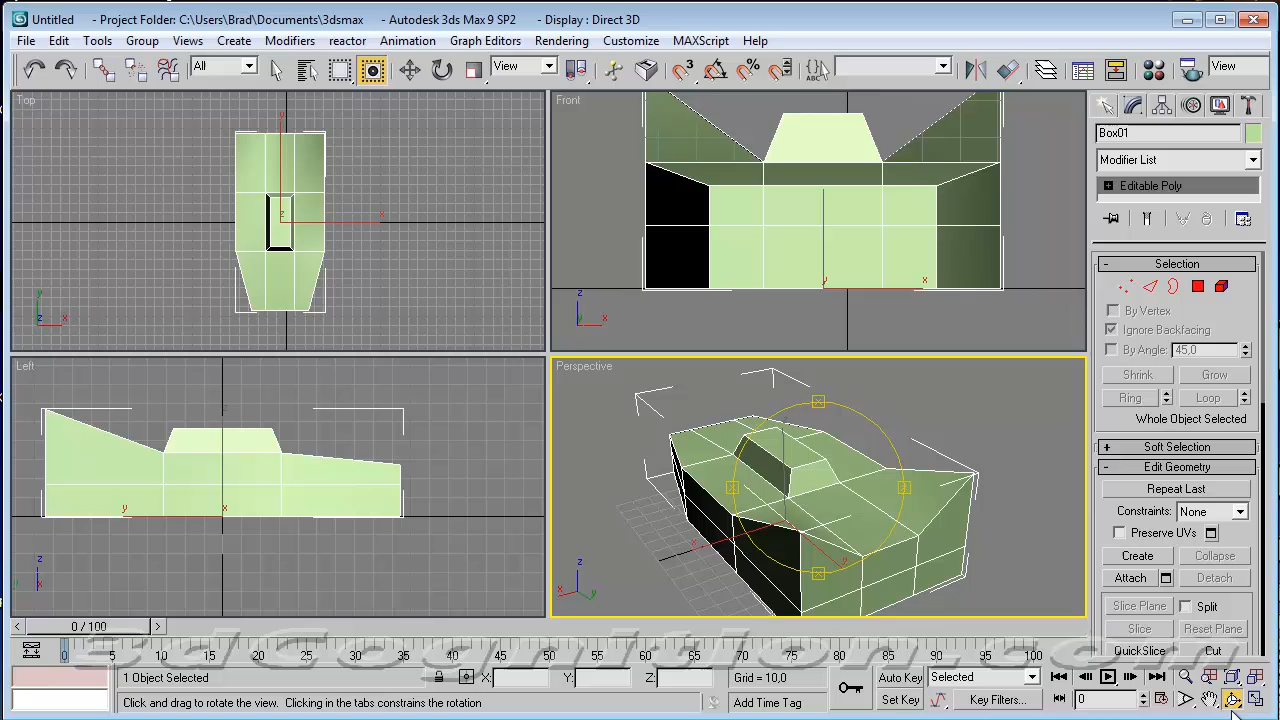 Untitled - Project Folder: C:\Users\Brad\Documents\3dsmax - Autodesk 3ds Max 9 SP2 - Display : Direct 3D
File Edit Tools Group Views Create Modifiers reactor Animation Graph Editors Rendering Customize MAXScript Help
All View 3 % ABC View
Top
y
x
z
y
z x
Front
y x
z
y x
Left
z
y x
z
y x
Perspective
z
x y
z
x y
Box01
Modifier List
Editable Poly
- Selection
By Vertex
Ignore Backfacing
By Angle: 45,0
Shrink Grow
Ring Loop
Whole Object Selected
+ Soft Selection
- Edit Geometry
Repeat Last
Constraints: None
Preserve UVs
Create Collapse
Attach Detach
Slice Plane Split
Slice Reset Plane
QuickSlice Cut
< 0 / 100 >
3dCognition.com
0 5 10 15 20 25 30 35 40 45 50 55 60 65 70 75 80 85 90 95 100
1 Object Selected X: Y: Z: Grid = 10,0 Auto Key Selected
Click and drag to rotate the view. Clicking in the tabs constrains the rotation Add Time Tag Set Key Key Filters... 0